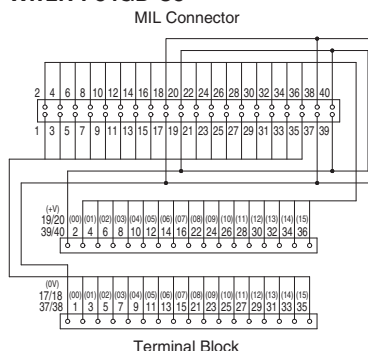 MIL Connector
2 4 6 8 10 12 14 16 18 20 22 24 26 28 30 32 34 36 38 40
1 3 5 7 9 11 13 15 17 19 21 23 25 27 29 31 33 35 37 39
(+V)
19/20 (00) (01) (02) (03) (04) (05) (06) (07) (08) (09) (10) (11) (12) (13) (14) (15)
39/40 2 4 6 8 10 12 14 16 22 24 26 28 30 32 34 36
(0V)
17/18 (00) (01) (02) (03) (04) (05) (06) (07) (08) (09) (10) (11) (12) (13) (14) (15)
37/38 1 3 5 7 9 11 13 15 21 23 25 27 29 31 33 35
Terminal Block